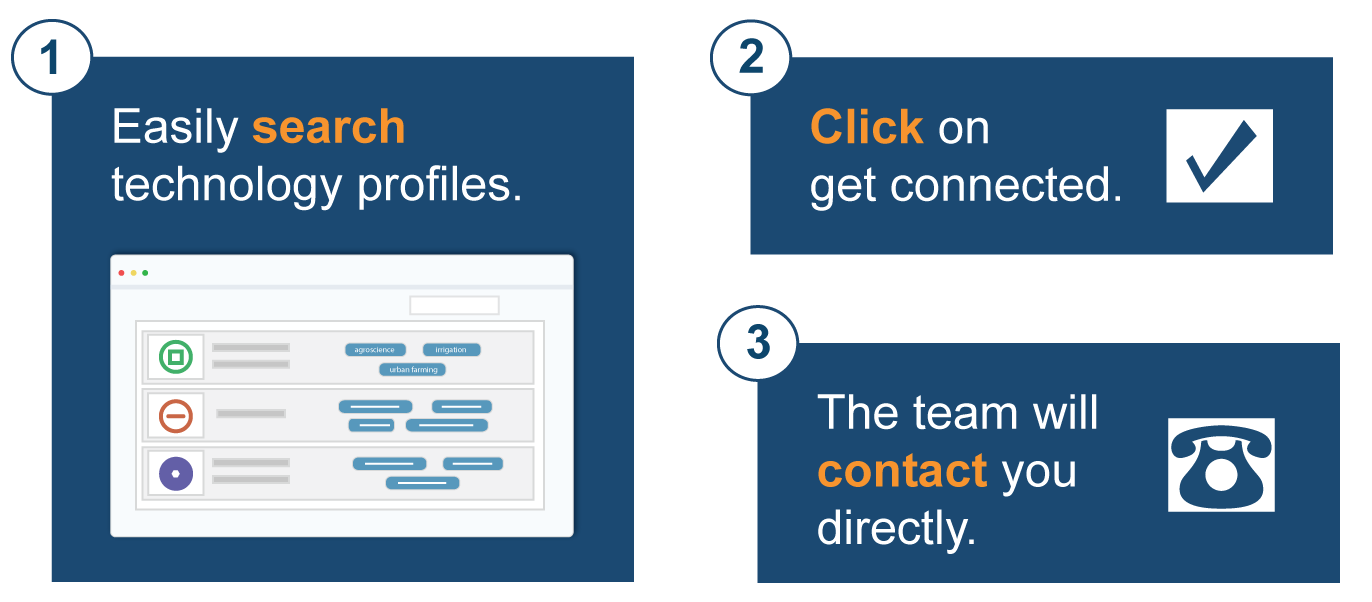 1
Easily search
technology profiles.
agroscience irrigation
urban farming
2
Click on
get connected.
3
The team will
contact you
directly.